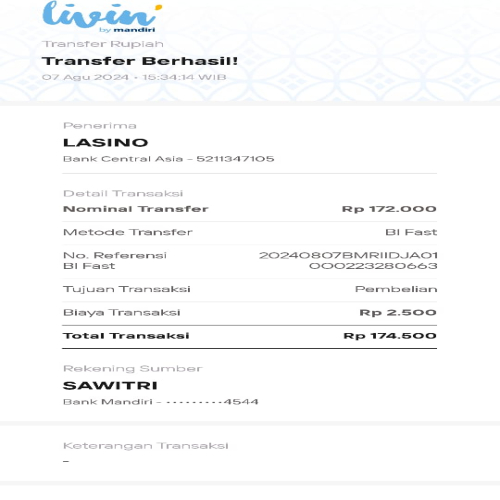 livin'
by mandiri
Transfer Rupiah
Transfer Berhasil!
07 Agu 2024 • 15:34:14 WIB
Penerima
LASINO
Bank Central Asia - 5211347105
Detail Transaksi
Nominal Transfer Rp 172.000
Metode Transfer BI Fast
No. Referensi 20240807BMRIIDJA01
BI Fast 000223280663
Tujuan Transaksi Pembelian
Biaya Transaksi Rp 2.500
Total Transaksi Rp 174.500
Rekening Sumber
SAWITRI
Bank Mandiri - •••••••••4544
Keterangan Transaksi
-